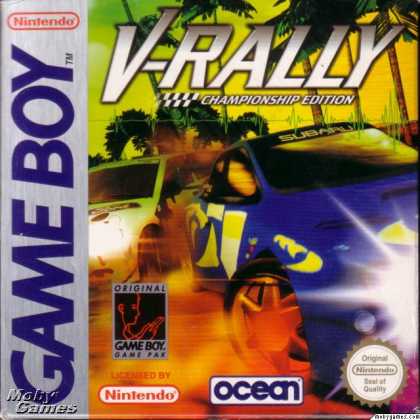 Nintendo
GAME BOY
TM
V-RALLY
CHAMPIONSHIP EDITION
SUBARU
ORIGINAL
GAME BOY
GAME PAK
LICENSED BY
Nintendo
ocean
Original
Nintendo
Seal of
Quality
Moby
Games
mobygames.com